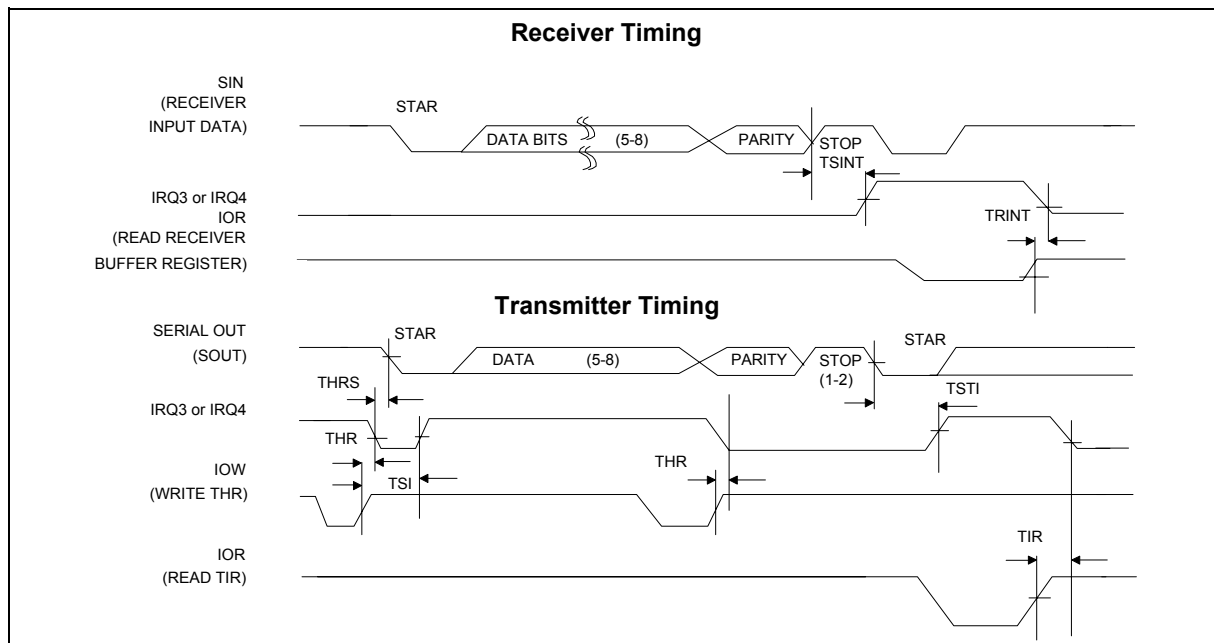 Receiver Timing
SIN
(RECEIVER
INPUT DATA)
STAR
DATA BITS (5-8)
PARITY
STOP
TSINT
IRQ3 or IRQ4
IOR
(READ RECEIVER
BUFFER REGISTER)
TRINT
Transmitter Timing
SERIAL OUT
(SOUT)
STAR
DATA (5-8)
PARITY
STOP
(1-2)
STAR
THRS
TSTI
IRQ3 or IRQ4
THR
THR
IOW
(WRITE THR)
TSI
IOR
(READ TIR)
TIR